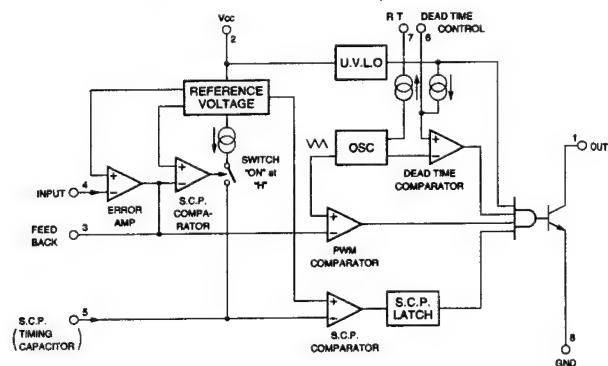 Vcc
2
R T
7
DEAD TIME
CONTROL
6
U.V.L.O
REFERENCE
VOLTAGE
OSC
SWITCH
"ON" at
"H"
DEAD TIME
COMPARATOR
1
OUT
INPUT
4
ERROR
AMP
S.C.P.
COMPA-
RATOR
FEED
BACK
3
PWM
COMPARATOR
S.C.P.
TIMING
CAPACITOR
5
S.C.P.
LATCH
S.C.P.
COMPARATOR
8
GND
+
−
+
−
+
−
+
−
+
−